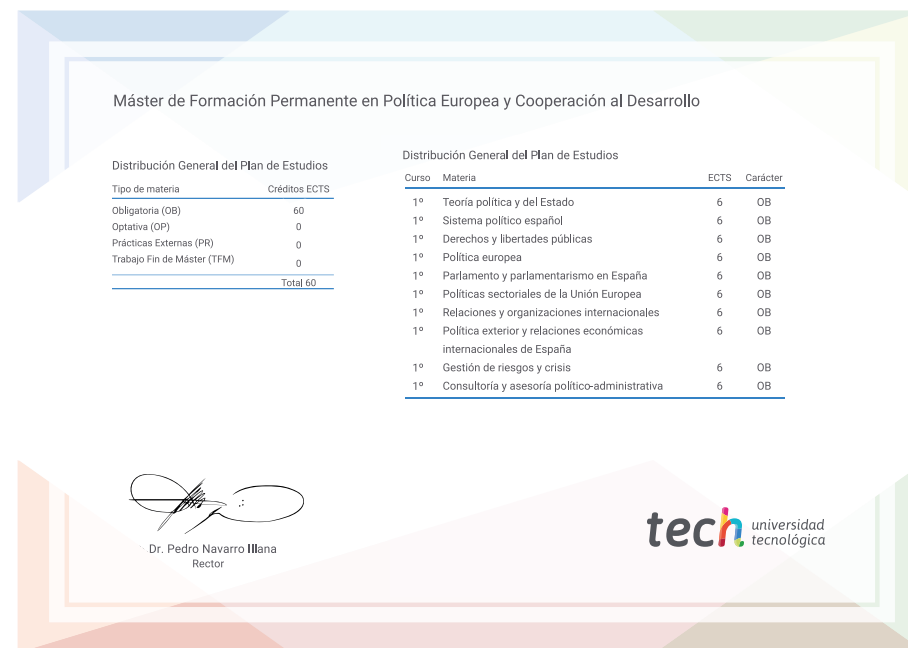 Máster de Formación Permanente en Política Europea y Cooperación al Desarrollo
Distribución General del Plan de Estudios
Tipo de materia Créditos ECTS
Obligatoria (OB) 60
Optativa (OP) 0
Prácticas Externas (PR) 0
Trabajo Fin de Máster (TFM) 0
Total 60
Distribución General del Plan de Estudios
Curso Materia ECTS Carácter
1º Teoría política y del Estado 6 OB
1º Sistema político español 6 OB
1º Derechos y libertades públicas 6 OB
1º Política europea 6 OB
1º Parlamento y parlamentarismo en España 6 OB
1º Políticas sectoriales de la Unión Europea 6 OB
1º Relaciones y organizaciones internacionales 6 OB
1º Política exterior y relaciones económicas 6 OB
internacionales de España
1º Gestión de riesgos y crisis 6 OB
1º Consultoría y asesoría político-administrativa 6 OB
Dr. Pedro Navarro Illana
Rector
tech universidad
tecnológica